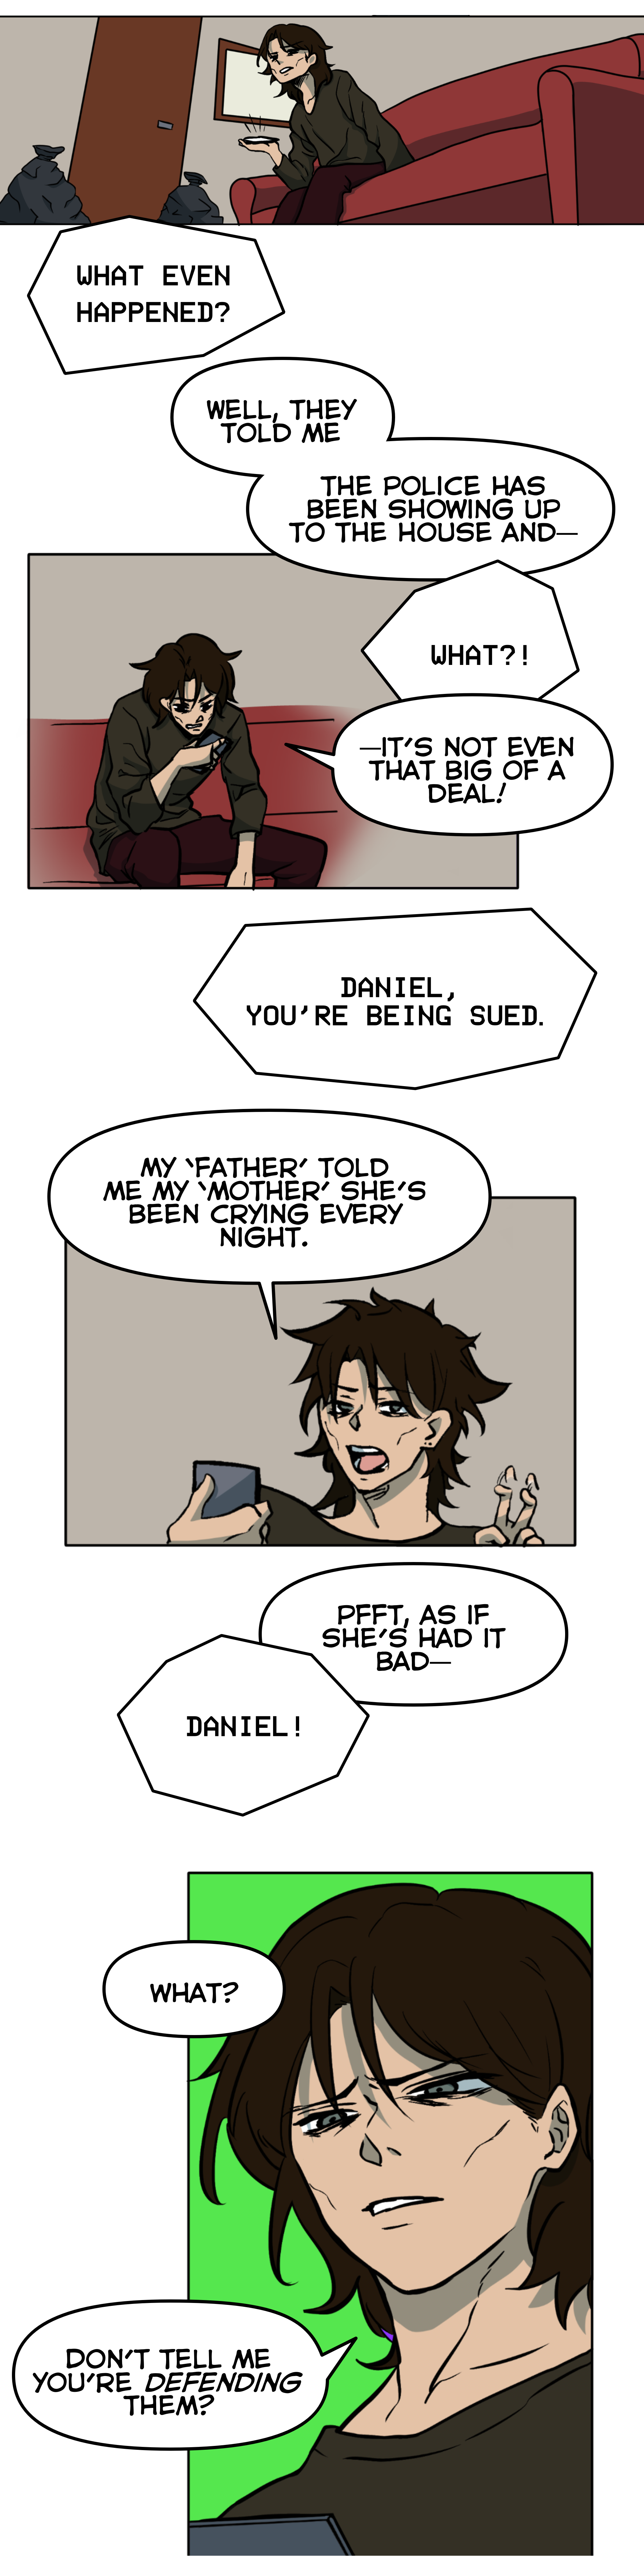 WHAT EVEN
HAPPENED?
WELL, THEY
TOLD ME
THE POLICE HAS
BEEN SHOWING UP
TO THE HOUSE AND—
WHAT?!
—IT'S NOT EVEN
THAT BIG OF A
DEAL!
DANIEL,
YOU'RE BEING SUED.
MY 'FATHER' TOLD
ME MY 'MOTHER' SHE'S
BEEN CRYING EVERY
NIGHT.
PFFT, AS IF
SHE'S HAD IT
BAD—
DANIEL!
WHAT?
DON'T TELL ME
YOU'RE DEFENDING
THEM?